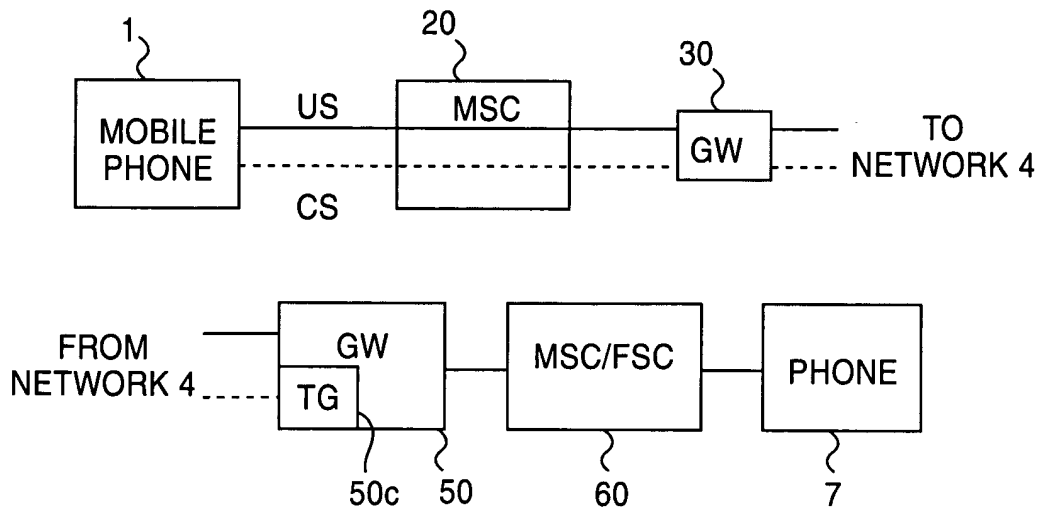 1
20
30
MOBILE
PHONE
US
CS
MSC
GW
TO
NETWORK 4
FROM
NETWORK 4
GW
TG
MSC/FSC
PHONE
50c
50
60
7